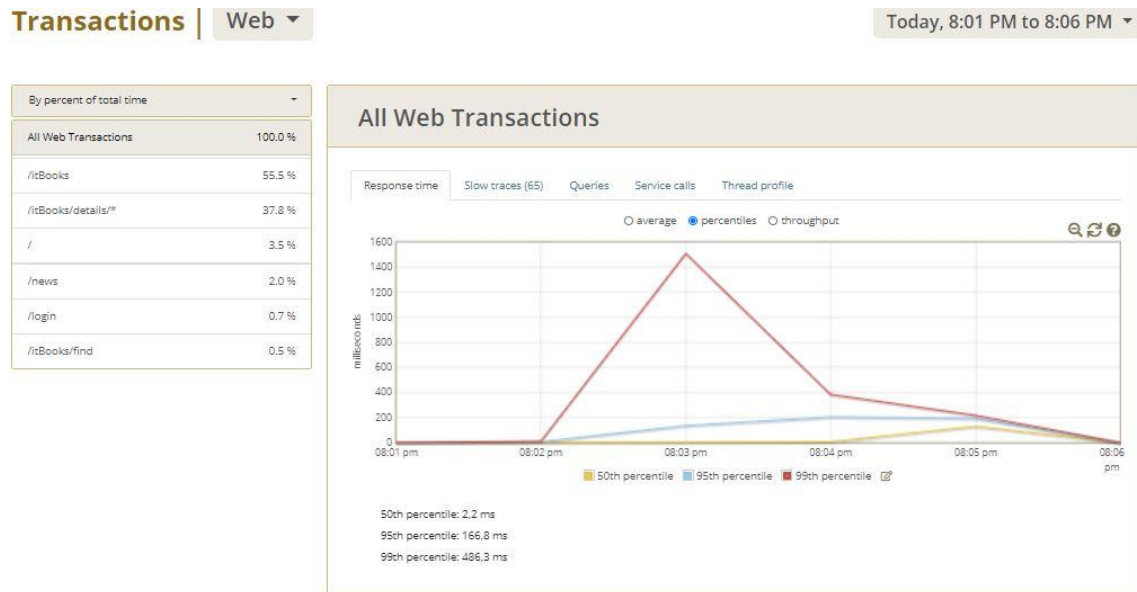 Transactions | Web
Today, 8:01 PM to 8:06 PM
By percent of total time
All Web Transactions 100.0 %
/itBooks 55.5 %
/itBooks/details/* 37.8 %
/ 3.5 %
/news 2.0 %
/login 0.7 %
/itBooks/find 0.5 %
All Web Transactions
Response time Slow traces (65) Queries Service calls Thread profile
average percentiles throughput
milliseconds
1600
1400
1200
1000
800
600
400
200
0
08:01 pm 08:02 pm 08:03 pm 08:04 pm 08:05 pm 08:06 pm
50th percentile 95th percentile 99th percentile
50th percentile: 2,2 ms
95th percentile: 166,8 ms
99th percentile: 486,3 ms